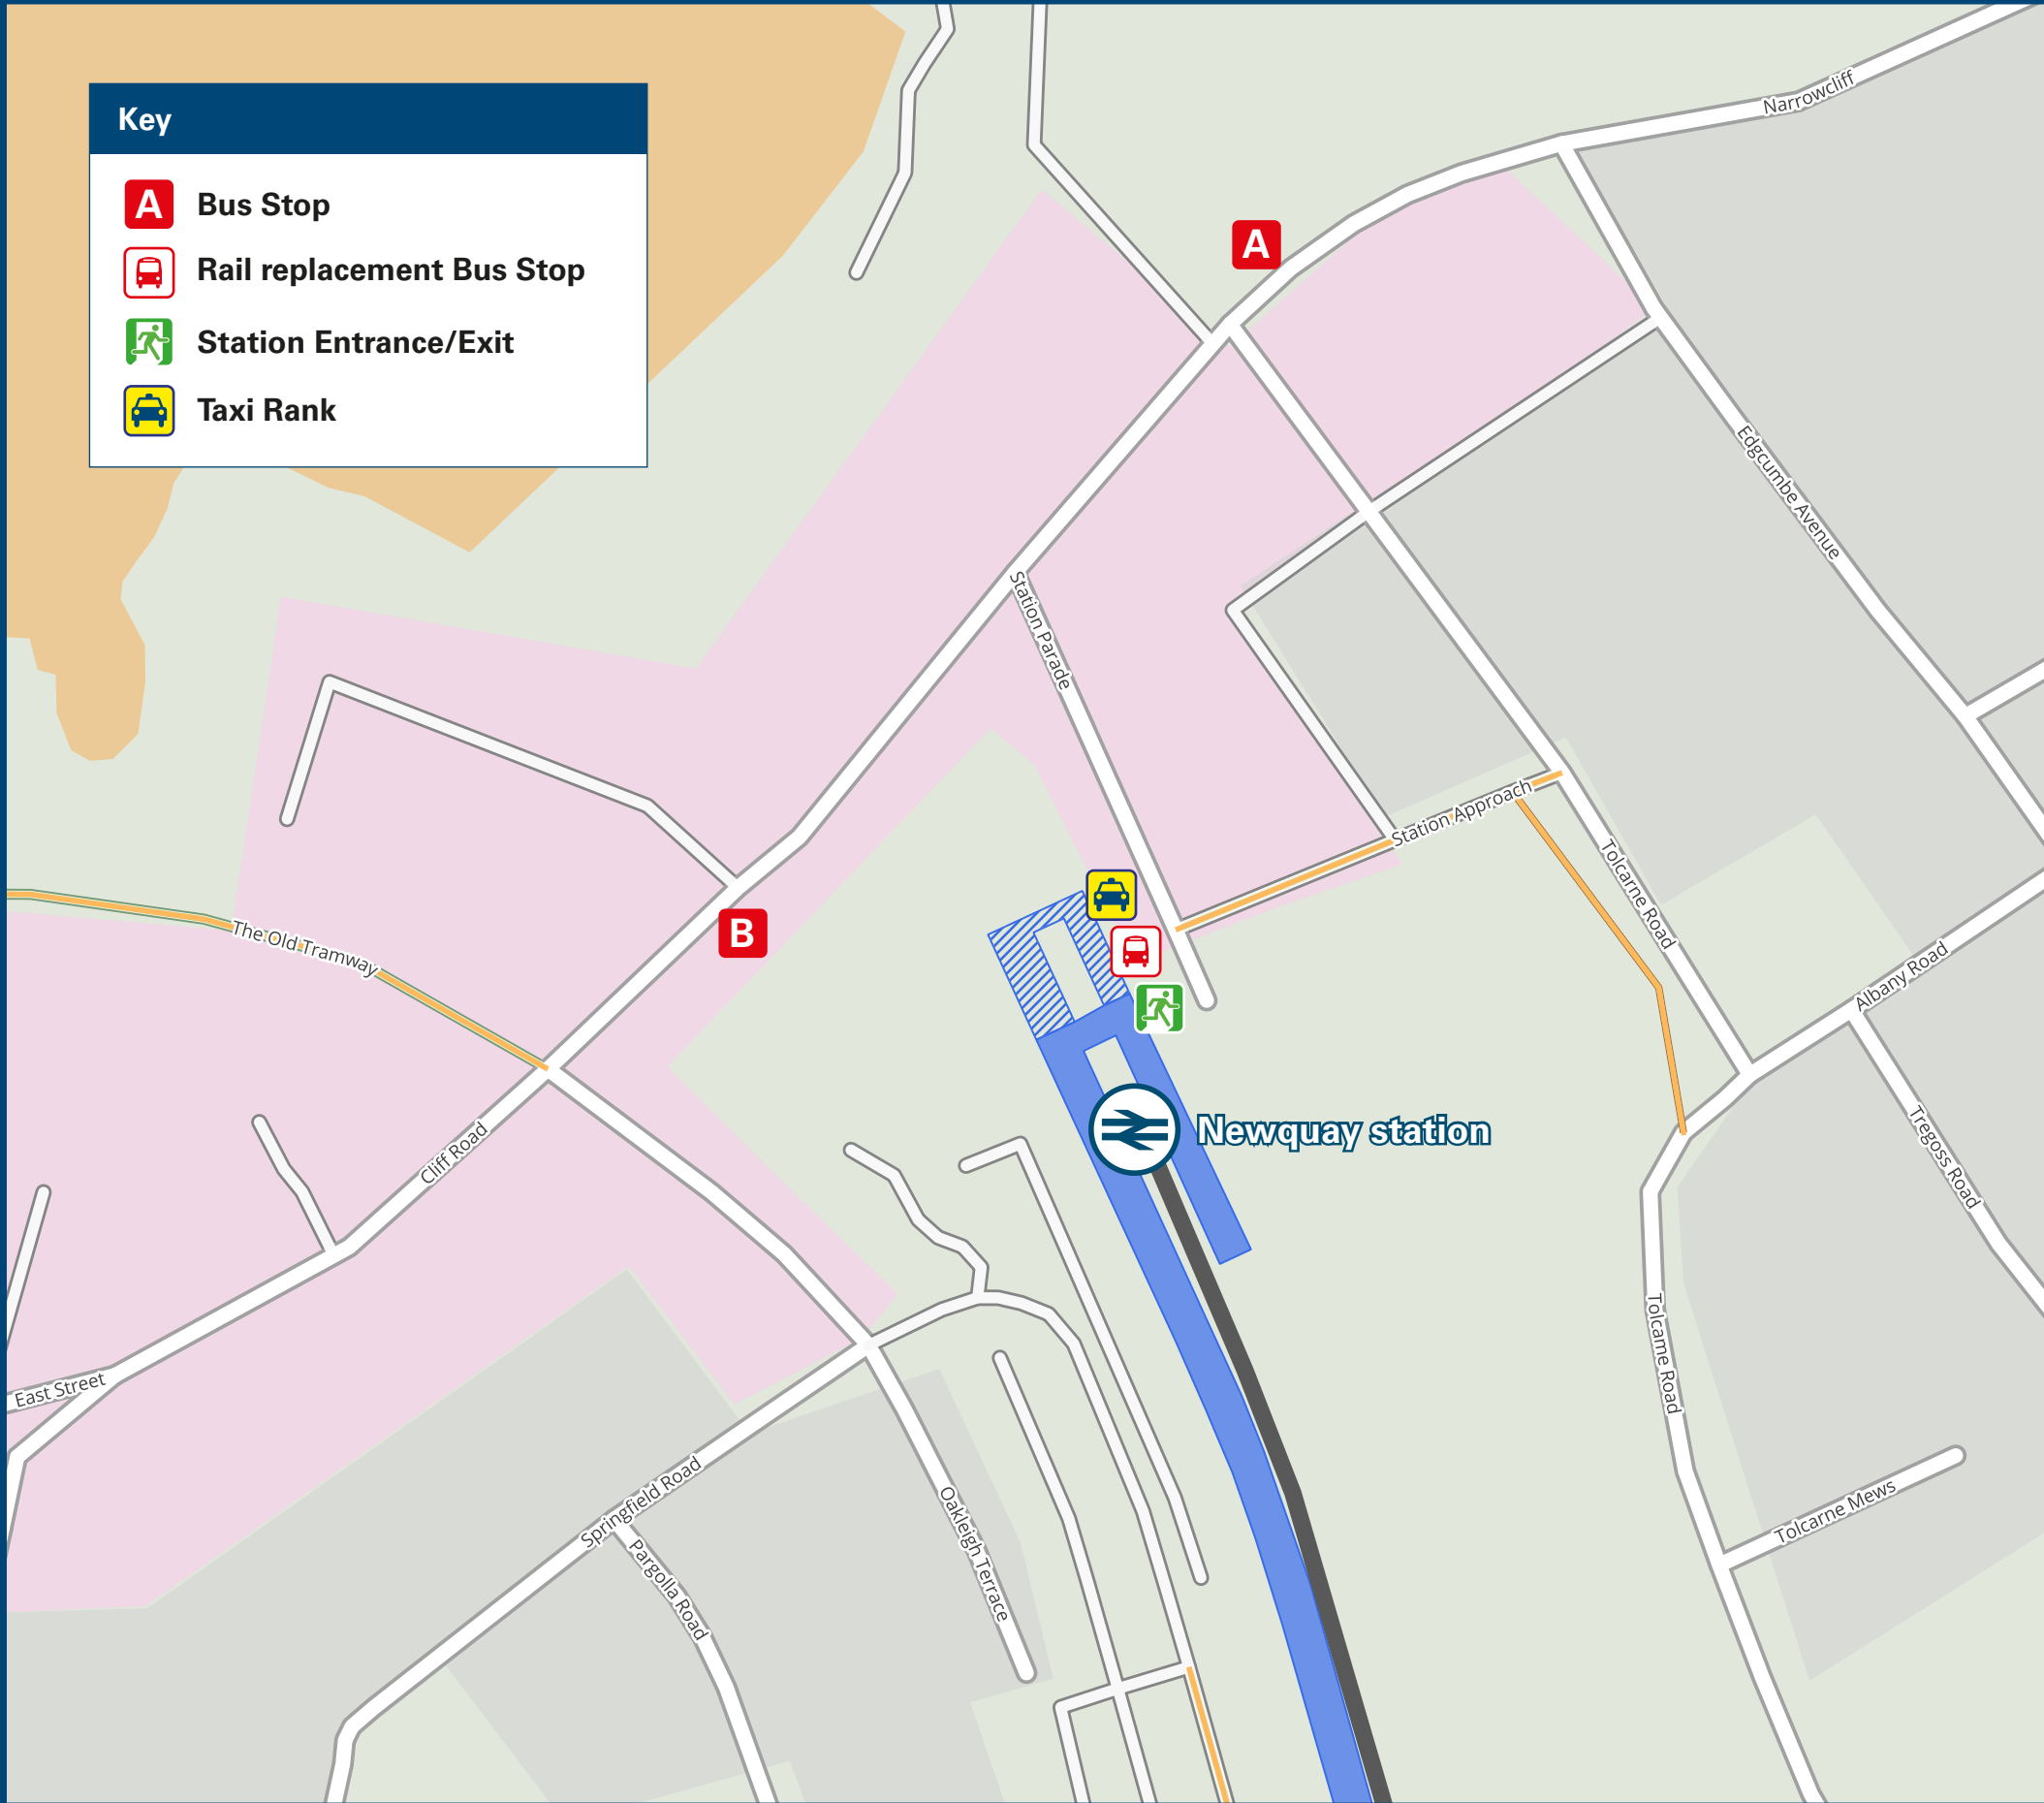 Key
A
Bus Stop
Rail replacement Bus Stop
Station Entrance/Exit
Taxi Rank
Narrowcliff
A
Edgcumbe Avenue
Station Parade
Station Approach
Tolcarne Road
The Old Tramway
B
Albany Road
Newquay station
Cliff Road
Tregoss Road
Tolcarne Road
East Street
Springfield Road
Oakleigh Terrace
Tolcarne Mews
Pargolla Road